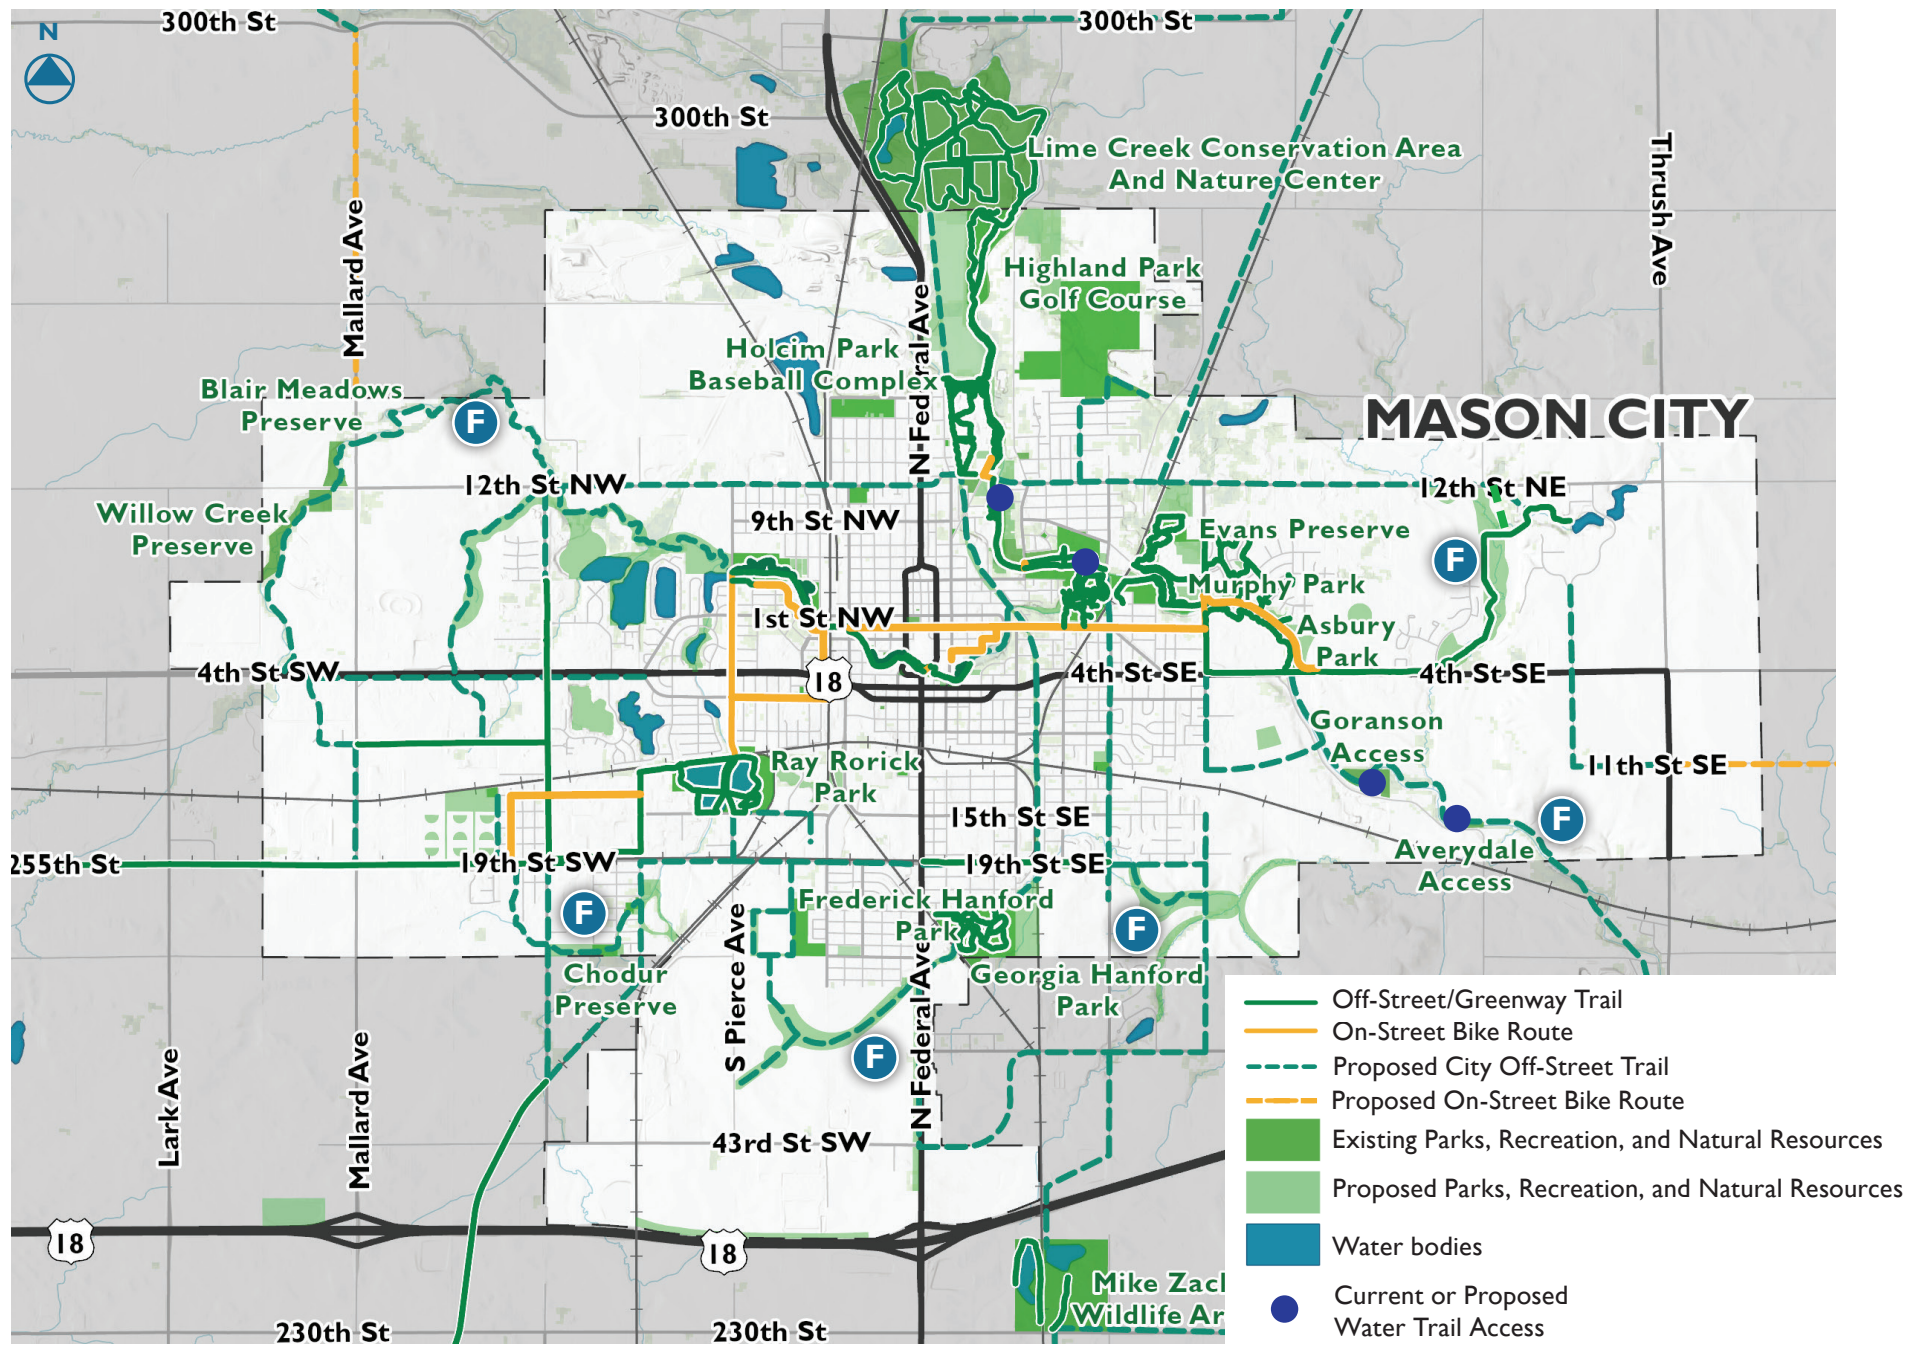 300th St
300th St
N
300th St
Lime Creek Conservation Area
And Nature Center
Thrush Ave
Mallard Ave
Highland Park
Golf Course
N Federal Ave
Holcim Park
Baseball Complex
Blair Meadows
Preserve
MASON CITY
F
12th St NW
12th St NE
Willow Creek
Preserve
9th St NW
Evans Preserve
F
Murphy Park
1st St NW
Asbury
Park
4th St SW
18
4th St SE
4th St SE
Goranson
Access
Ray Rorick
Park
11th St SE
15th St SE
F
Averydale
Access
255th St
19th St SW
19th St SE
F
Frederick Hanford
Park
F
S Pierce Ave
Chodur
Preserve
Georgia Hanford
Park
N Federal Ave
F
Lark Ave
Mallard Ave
43rd St SW
18
18
Mike Zack
Wildlife Ar
230th St
230th St
Off-Street/Greenway Trail
On-Street Bike Route
Proposed City Off-Street Trail
Proposed On-Street Bike Route
Existing Parks, Recreation, and Natural Resources
Proposed Parks, Recreation, and Natural Resources
Water bodies
Current or Proposed
Water Trail Access